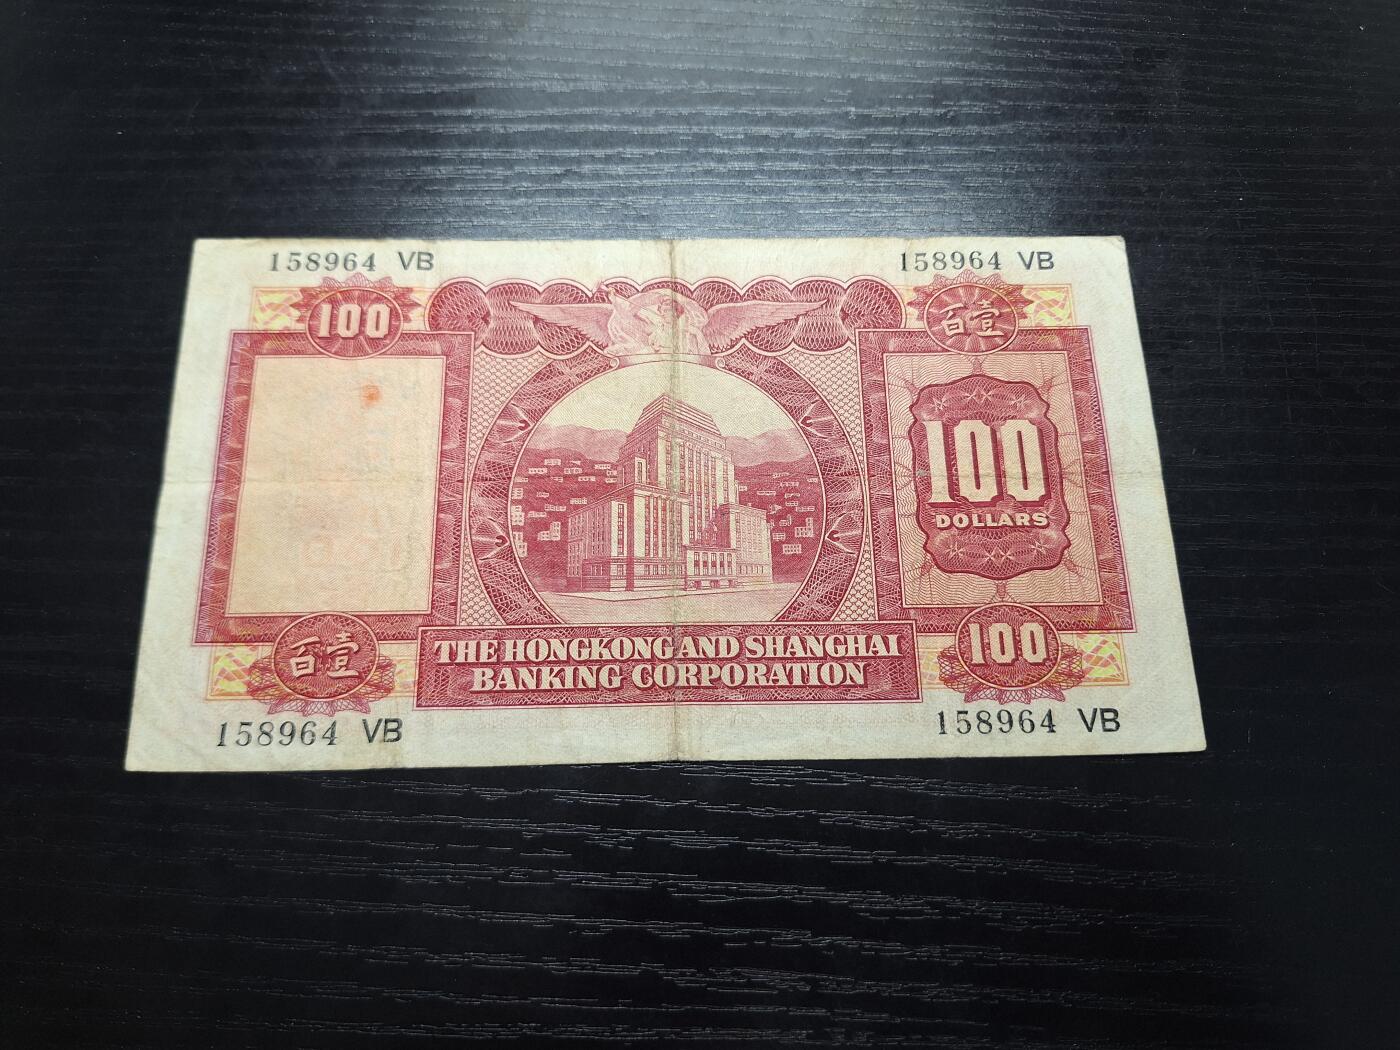 158964 VB
158964 VB
100
百壹
100
DOLLARS
百壹
THE HONGKONG AND SHANGHAI
BANKING CORPORATION
100
158964 VB
158964 VB